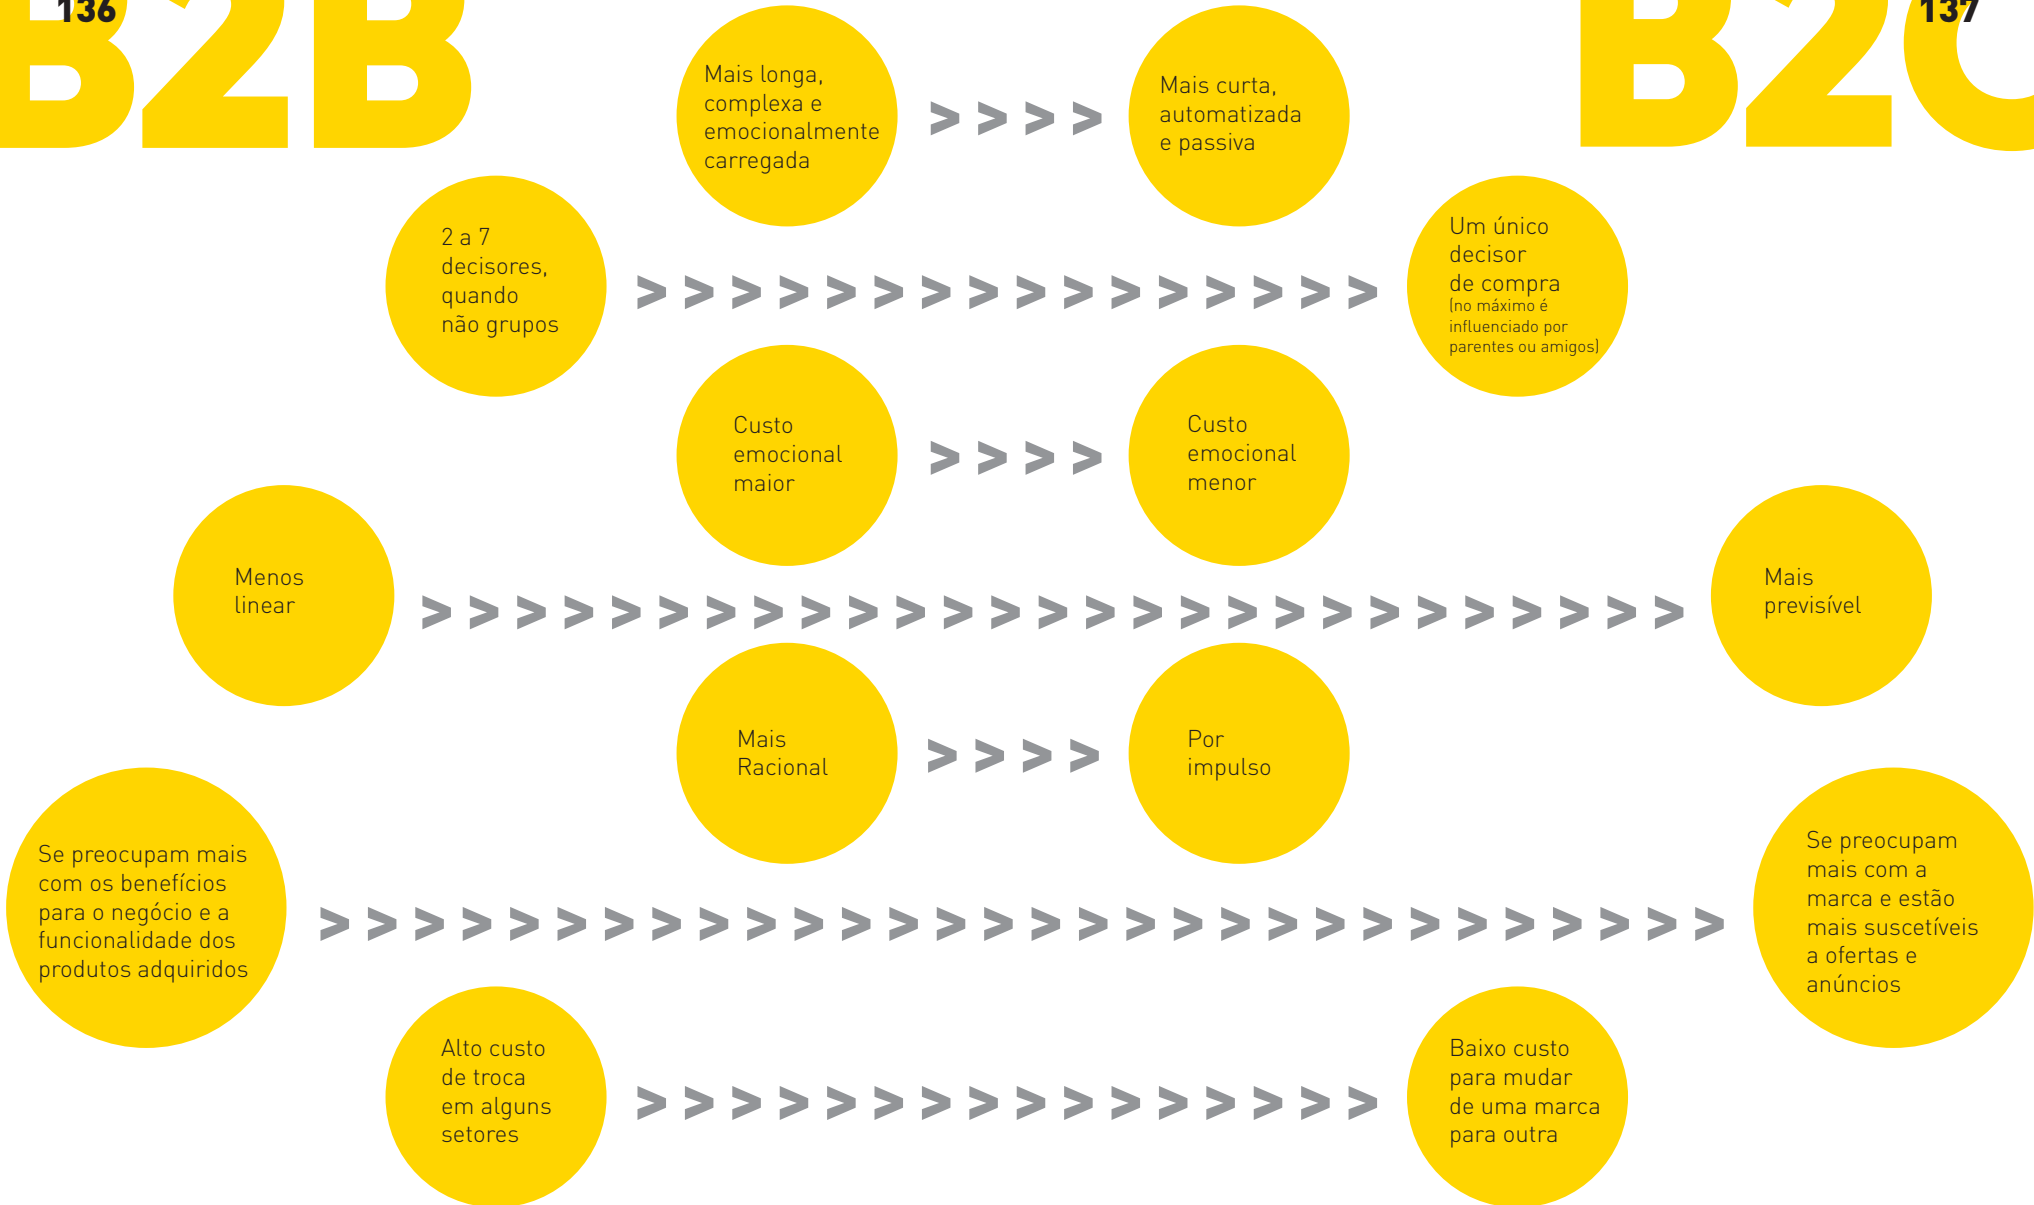 136
B2B
137
B2C
Mais longa,
complexa e
emocionalmente
carregada
> > > >
Mais curta,
automatizada
e passiva
2 a 7
decisores,
quando
não grupos
> > > > > > > > > > > > > > > >
Um único
decisor
de compra
(no máximo é
influenciado por
parentes ou amigos)
Custo
emocional
maior
> > > >
Custo
emocional
menor
Menos
linear
> > > > > > > > > > > > > > > > > > > > > > > > > > >
Mais
previsível
Mais
Racional
> > > >
Por
impulso
Se preocupam mais
com os benefícios
para o negócio e a
funcionalidade dos
produtos adquiridos
> > > > > > > > > > > > > > > > > > > > > > > > > > > > > >
Se preocupam
mais com a
marca e estão
mais suscetíveis
a ofertas e
anúncios
Alto custo
de troca
em alguns
setores
> > > > > > > > > > > > > > > >
Baixo custo
para mudar
de uma marca
para outra